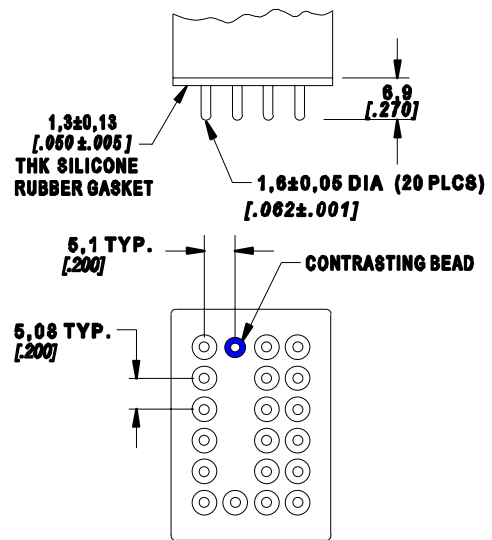 6,9
[.270]
1,3±0,13
[.050 ±.005]
THK SILICONE
RUBBER GASKET
1,6±0,05 DIA (20 PLCS)
[.062±.001]
5,1 TYP.
[.200]
CONTRASTING BEAD
5,08 TYP.
[.200]